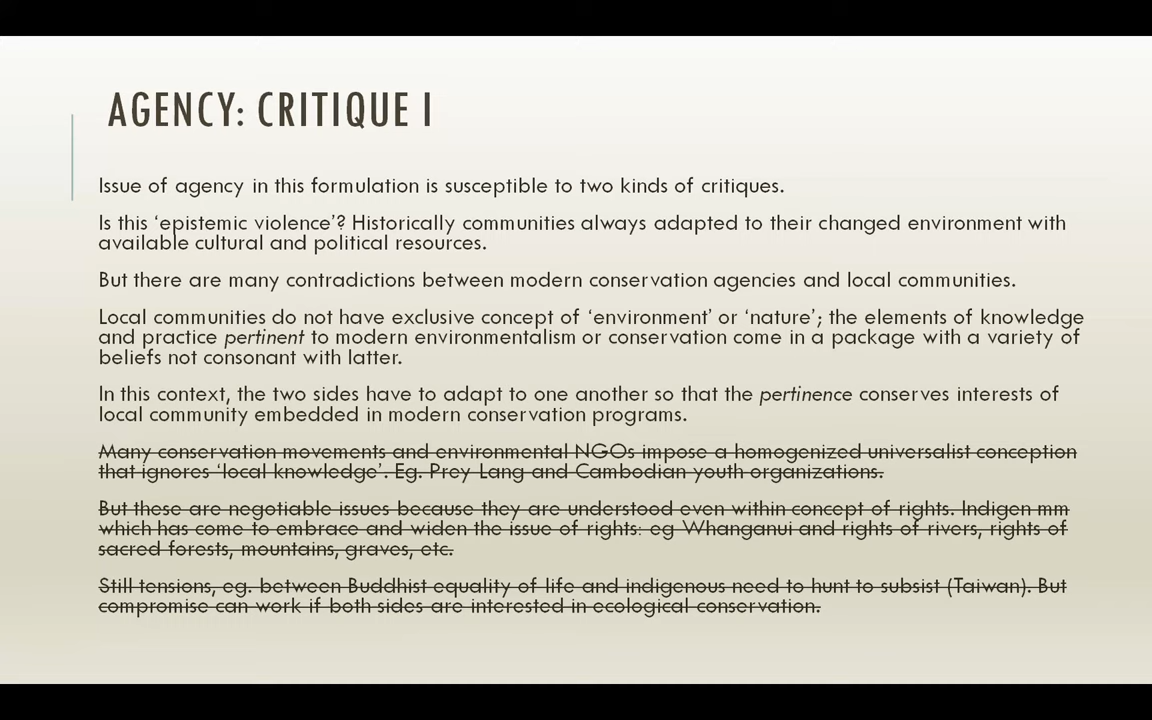 AGENCY: CRITIQUE I
Issue of agency in this formulation is susceptible to two kinds of critiques.
Is this ‘epistemic violence’? Historically communities always adapted to their changed environment with
available cultural and political resources.
But there are many contradictions between modern conservation agencies and local communities.
Local communities do not have exclusive concept of ‘environment’ or ‘nature’; the elements of knowledge
and practice pertinent to modern environmentalism or conservation come in a package with a variety of
beliefs not consonant with latter.
In this context, the two sides have to adapt to one another so that the pertinence conserves interests of
local community embedded in modern conservation programs.
Many conservation movements and environmental NGOs impose a homogenized universalist conception
that ignores ‘local knowledge’. Eg. Prey Lang and Cambodian youth organizations.
But these are negotiable issues because they are understood even within concept of rights. Indigen mm
which has come to embrace and widen the issue of rights: eg Whanganui and rights of rivers, rights of
sacred forests, mountains, graves, etc.
Still tensions, eg. between Buddhist equality of life and indigenous need to hunt to subsist (Taiwan). But
compromise can work if both sides are interested in ecological conservation.